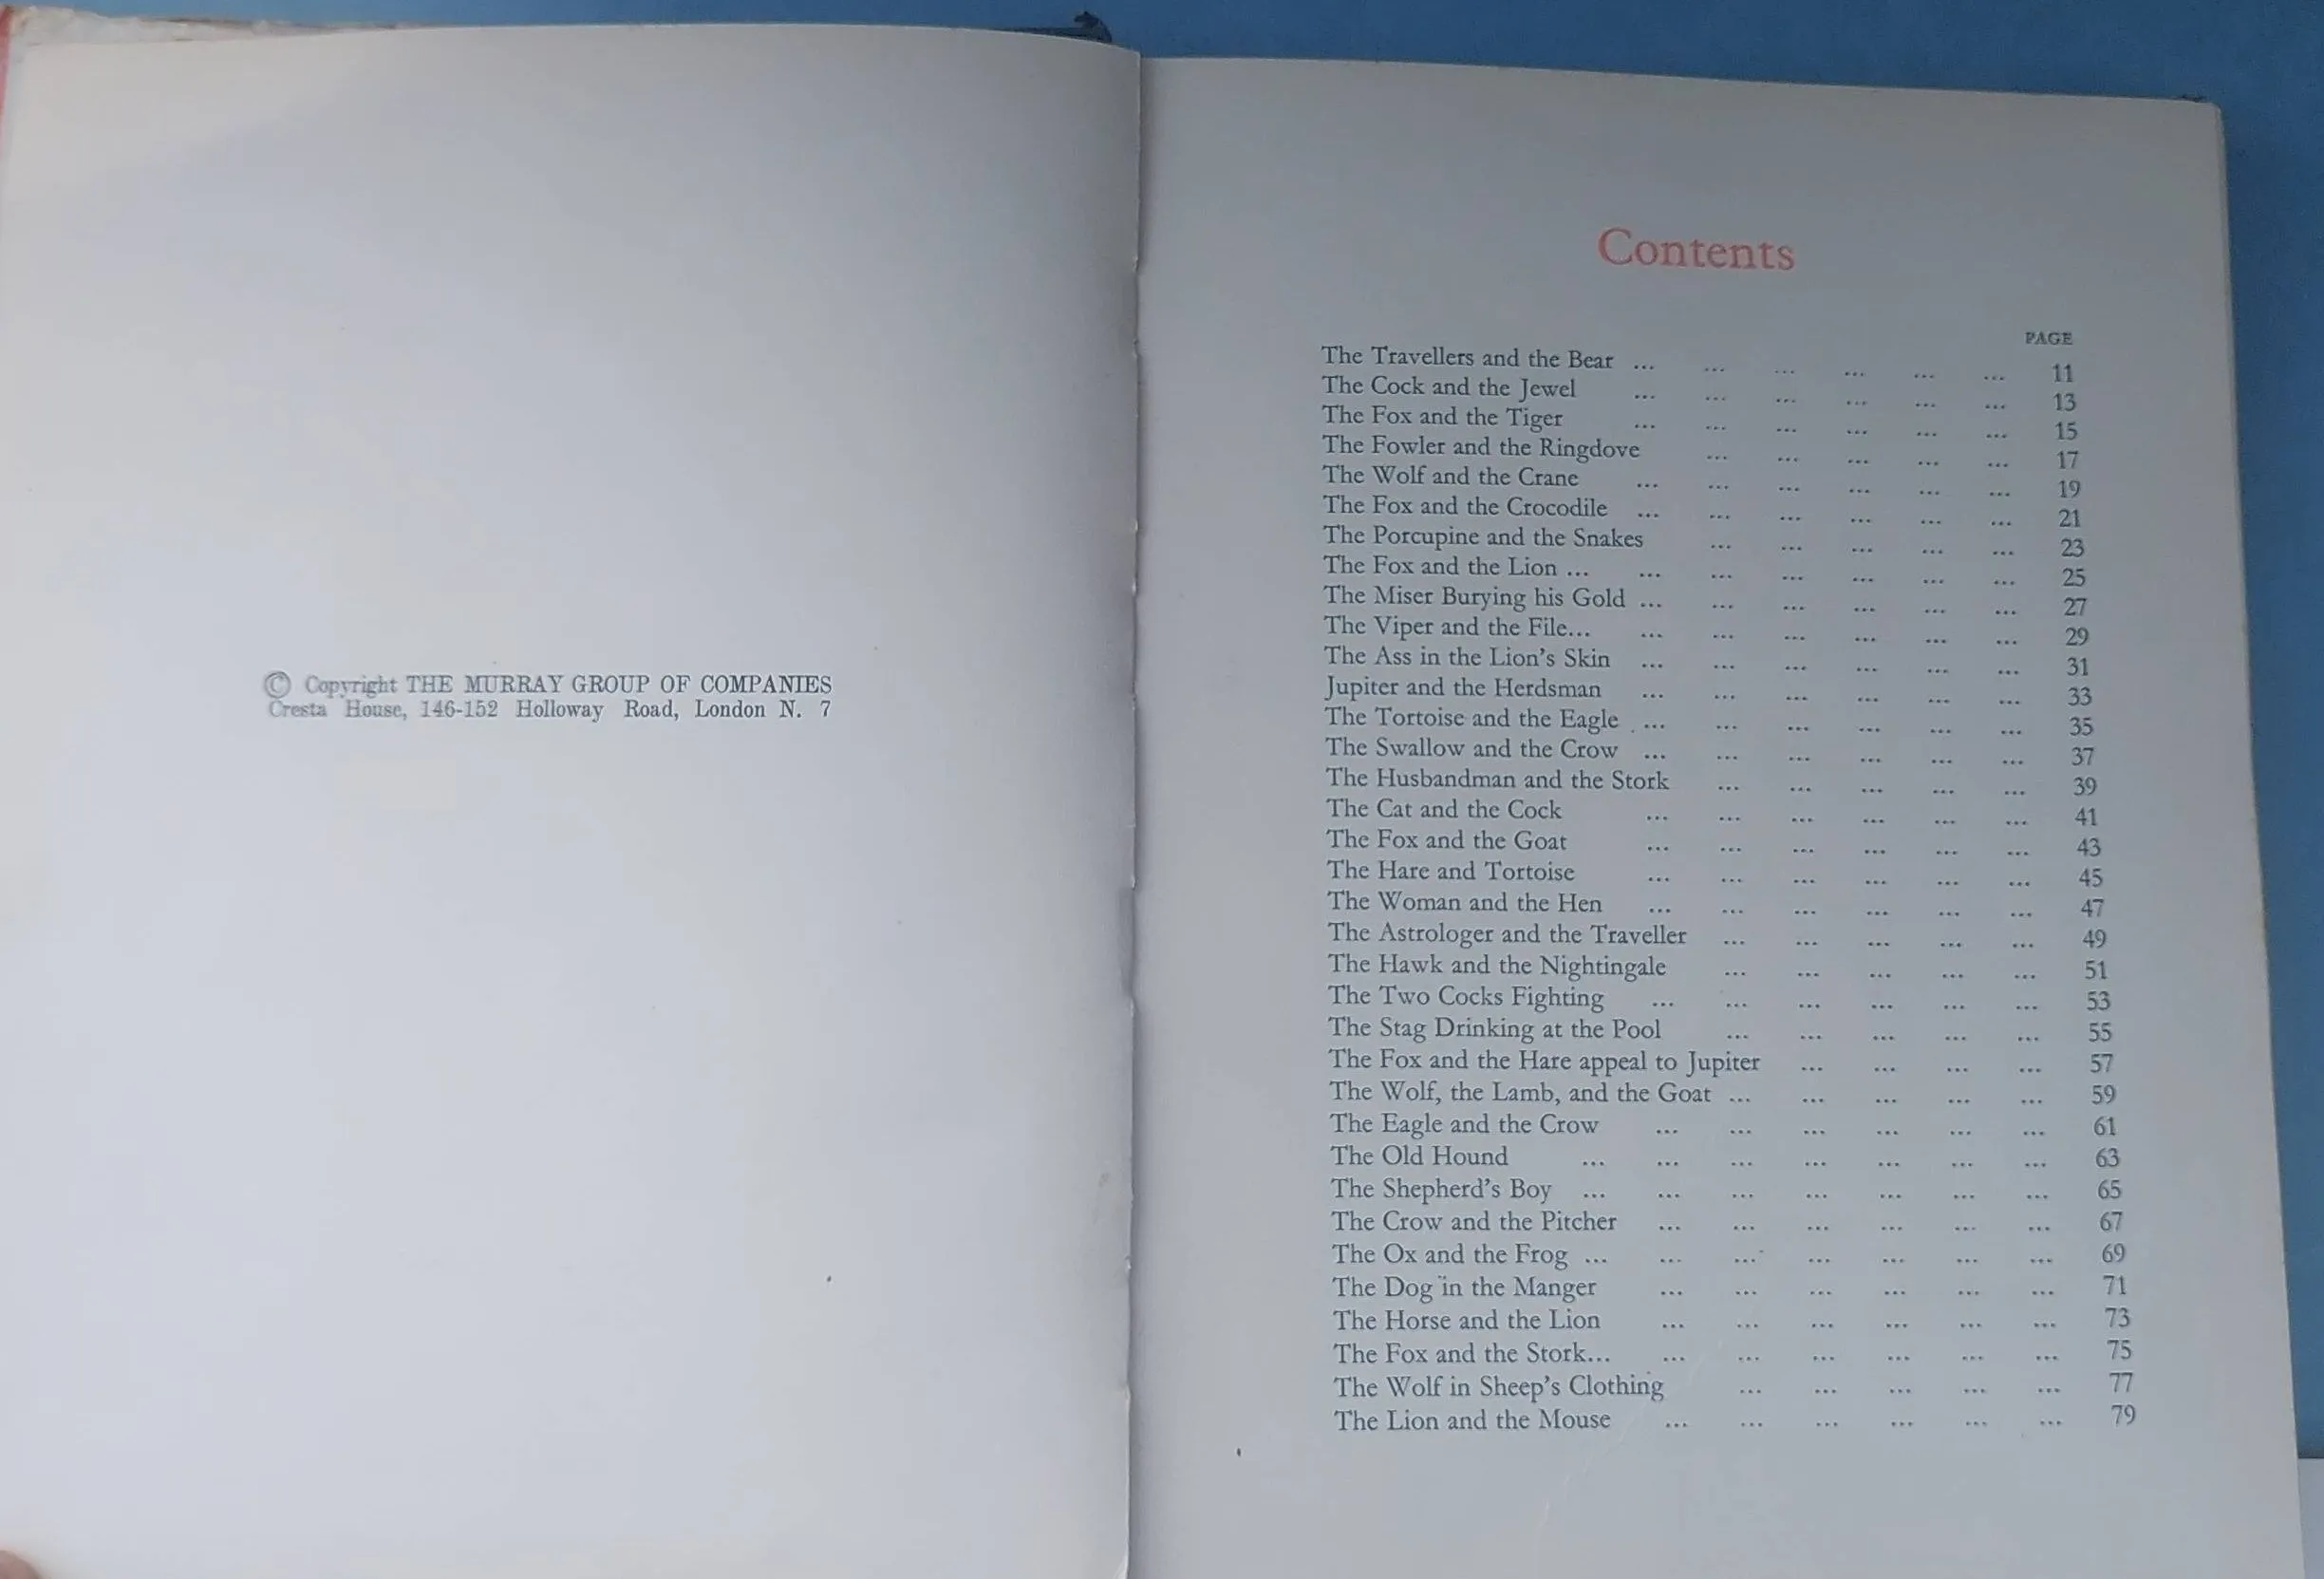 © Copyright THE MURRAY GROUP OF COMPANIES
Cresta House, 146-152 Holloway Road, London N. 7
Contents
PAGE
The Travellers and the Bear ... ... ... ... ... ... 11
The Cock and the Jewel ... ... ... ... ... ... 13
The Fox and the Tiger ... ... ... ... ... ... 15
The Fowler and the Ringdove ... ... ... ... ... 17
The Wolf and the Crane ... ... ... ... ... ... 19
The Fox and the Crocodile ... ... ... ... ... ... 21
The Porcupine and the Snakes ... ... ... ... ... 23
The Fox and the Lion ... ... ... ... ... ... ... 25
The Miser Burying his Gold ... ... ... ... ... ... 27
The Viper and the File... ... ... ... ... ... ... 29
The Ass in the Lion's Skin ... ... ... ... ... ... 31
Jupiter and the Herdsman ... ... ... ... ... ... 33
The Tortoise and the Eagle ... ... ... ... ... ... 35
The Swallow and the Crow ... ... ... ... ... ... 37
The Husbandman and the Stork ... ... ... ... ... 39
The Cat and the Cock ... ... ... ... ... ... 41
The Fox and the Goat ... ... ... ... ... ... 43
The Hare and Tortoise ... ... ... ... ... ... 45
The Woman and the Hen ... ... ... ... ... ... 47
The Astrologer and the Traveller ... ... ... ... ... 49
The Hawk and the Nightingale ... ... ... ... ... 51
The Two Cocks Fighting ... ... ... ... ... ... 53
The Stag Drinking at the Pool ... ... ... ... ... 55
The Fox and the Hare appeal to Jupiter ... ... ... ... 57
The Wolf, the Lamb, and the Goat ... ... ... ... ... 59
The Eagle and the Crow ... ... ... ... ... ... 61
The Old Hound ... ... ... ... ... ... ... 63
The Shepherd's Boy ... ... ... ... ... ... ... 65
The Crow and the Pitcher ... ... ... ... ... ... 67
The Ox and the Frog ... ... ... ... ... ... ... 69
The Dog in the Manger ... ... ... ... ... ... 71
The Horse and the Lion ... ... ... ... ... ... 73
The Fox and the Stork... ... ... ... ... ... ... 75
The Wolf in Sheep's Clothing ... ... ... ... ... 77
The Lion and the Mouse ... ... ... ... ... ... 79